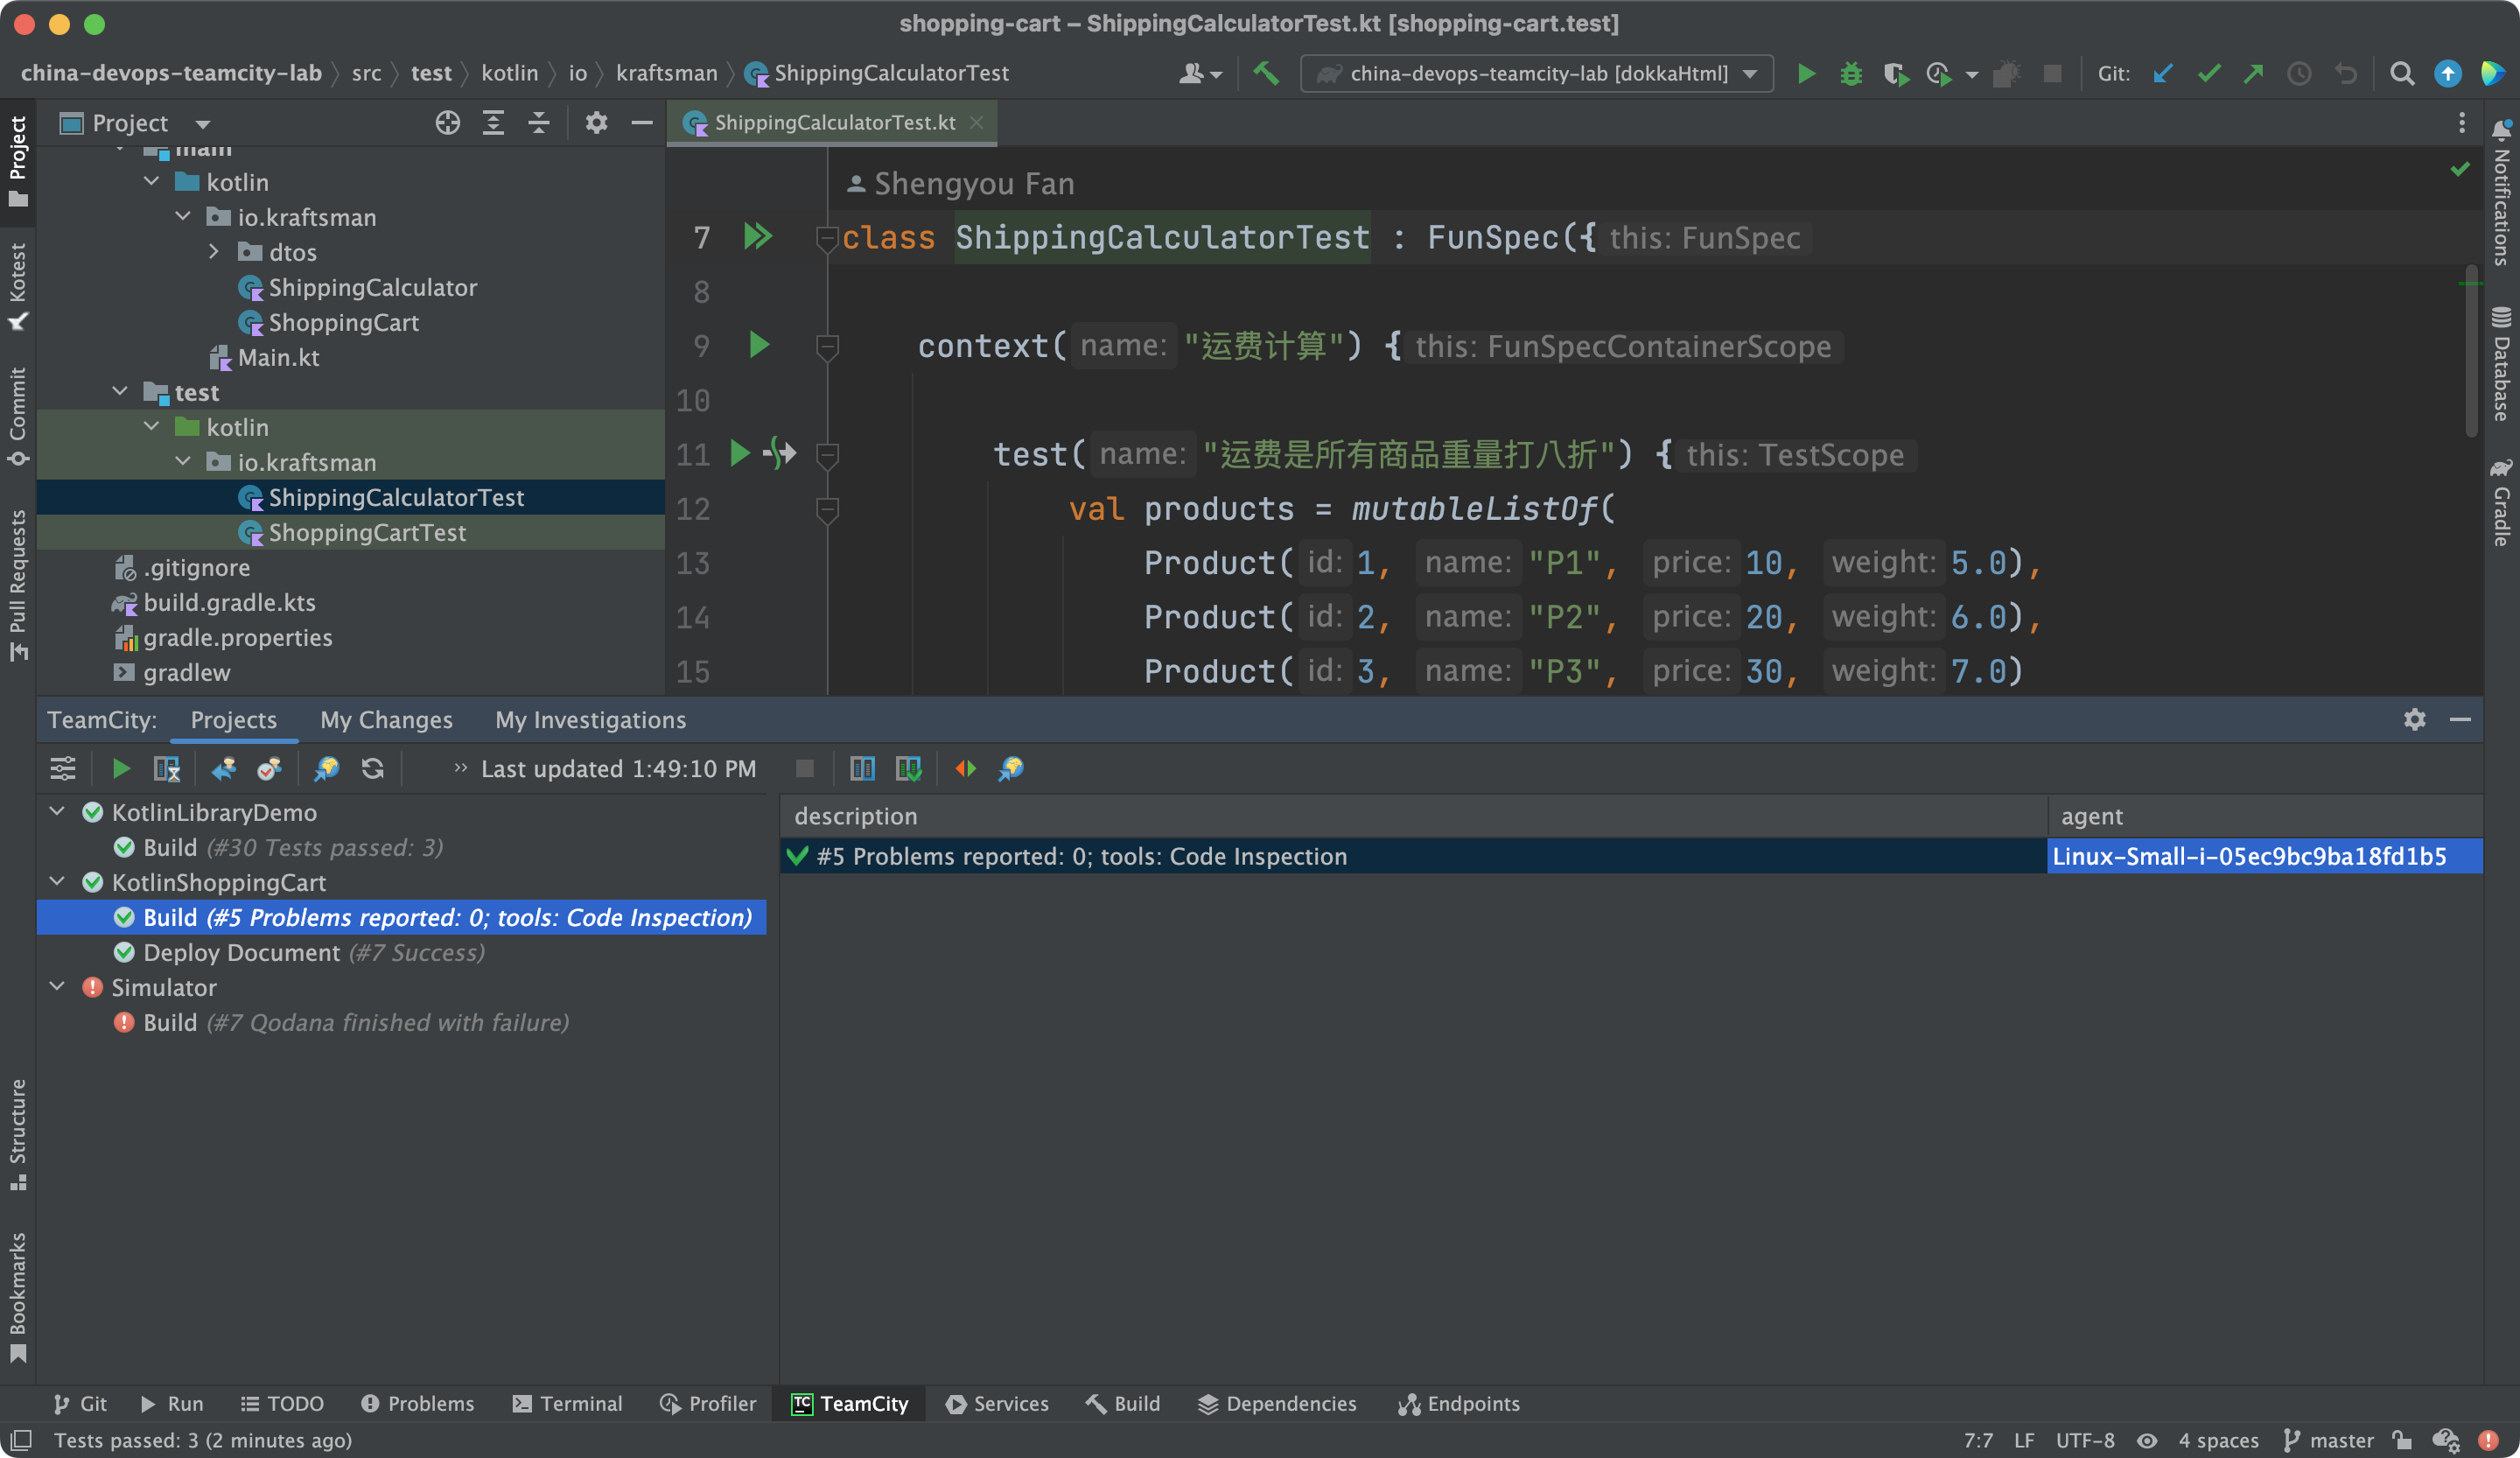 shopping-cart – ShippingCalculatorTest.kt [shopping-cart.test]
china-devops-teamcity-lab src test kotlin io kraftsman ShippingCalculatorTest
china-devops-teamcity-lab [dokkaHtml]
Git:
Project
Kotest
Commit
Pull Requests
Structure
Bookmarks
Project
main
kotlin
io.kraftsman
dtos
ShippingCalculator
ShoppingCart
Main.kt
test
kotlin
io.kraftsman
ShippingCalculatorTest
ShoppingCartTest
.gitignore
build.gradle.kts
gradle.properties
gradlew
ShippingCalculatorTest.kt
Shengyou Fan
7 class ShippingCalculatorTest : FunSpec({ this: FunSpec
8
9 context( name: "运费计算") { this: FunSpecContainerScope
10
11 test( name: "运费是所有商品重量打八折") { this: TestScope
12 val products = mutableListOf(
13 Product( id: 1, name: "P1", price: 10, weight: 5.0),
14 Product( id: 2, name: "P2", price: 20, weight: 6.0),
15 Product( id: 3, name: "P3", price: 30, weight: 7.0)
Notifications
Database
Gradle
TeamCity: Projects My Changes My Investigations
Last updated 1:49:10 PM
KotlinLibraryDemo
Build (#30 Tests passed: 3)
KotlinShoppingCart
Build (#5 Problems reported: 0; tools: Code Inspection)
Deploy Document (#7 Success)
Simulator
Build (#7 Qodana finished with failure)
description agent
#5 Problems reported: 0; tools: Code Inspection Linux-Small-i-05ec9bc9ba18fd1b5
Git Run TODO Problems Terminal Profiler TC TeamCity Services Build Dependencies Endpoints
Tests passed: 3 (2 minutes ago) 7:7 LF UTF-8 4 spaces master